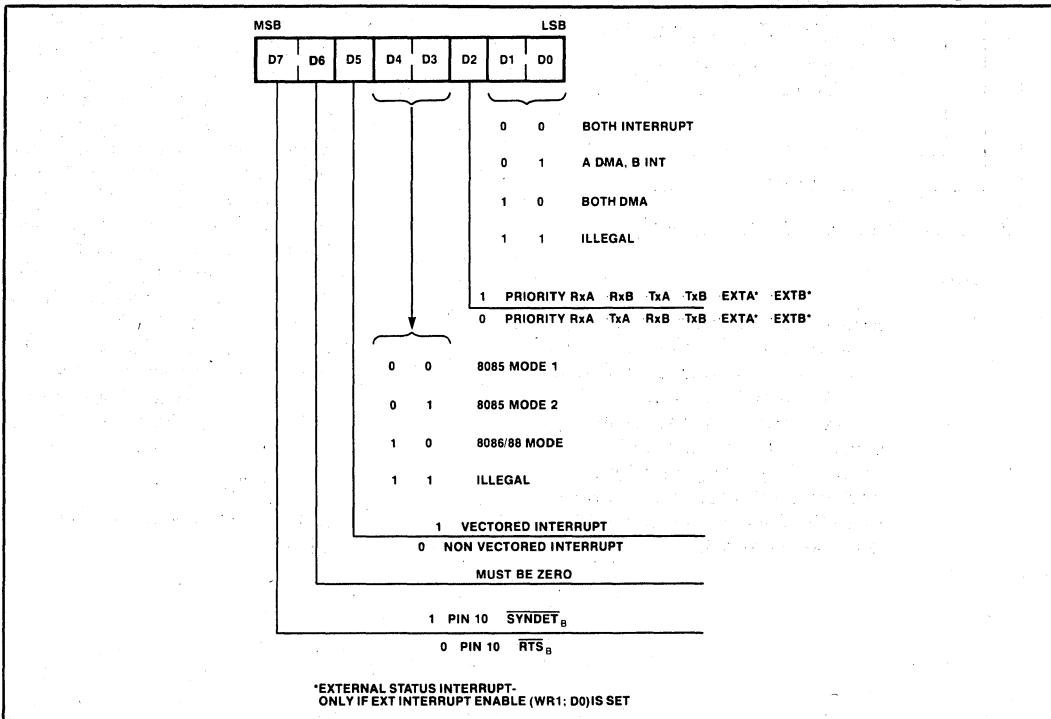 MSB LSB
D7 D6 D5 D4 D3 D2 D1 D0
0 0 BOTH INTERRUPT
0 1 A DMA, B INT
1 0 BOTH DMA
1 1 ILLEGAL
1 PRIORITY RxA RxB TxA TxB EXTA* EXTB*
0 PRIORITY RxA TxA RxB TxB EXTA* EXTB*
0 0 8085 MODE 1
0 1 8085 MODE 2
1 0 8086/88 MODE
1 1 ILLEGAL
1 VECTORED INTERRUPT
0 NON VECTORED INTERRUPT
MUST BE ZERO
1 PIN 10 SYNDET B
0 PIN 10 RTS B
*EXTERNAL STATUS INTERRUPT-
ONLY IF EXT INTERRUPT ENABLE (WR1; D0) IS SET